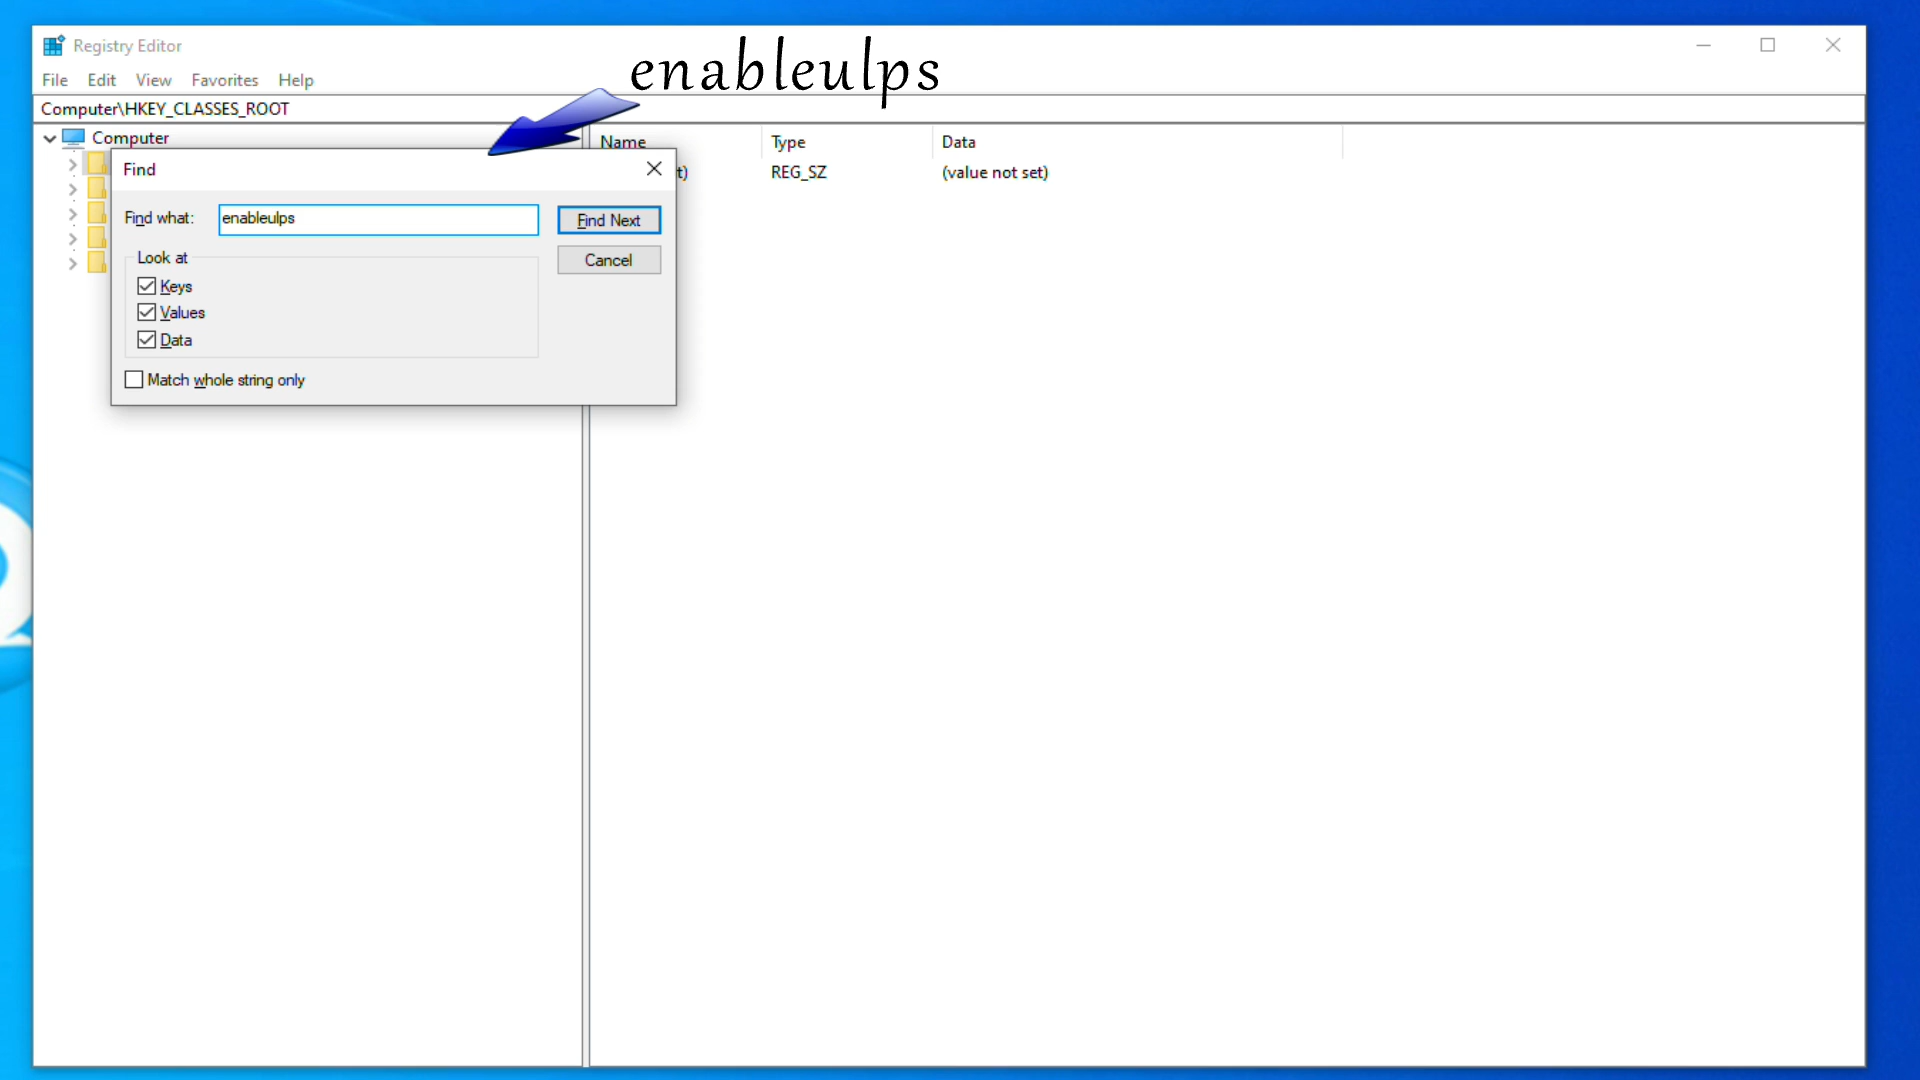 Registry Editor
enableulps
File Edit View Favorites Help
Computer\HKEY_CLASSES_ROOT
Computer
Name Type Data
t) REG_SZ (value not set)
Find
Find what: enableulps Find Next
Look at
Cancel
Keys
Values
Data
Match whole string only